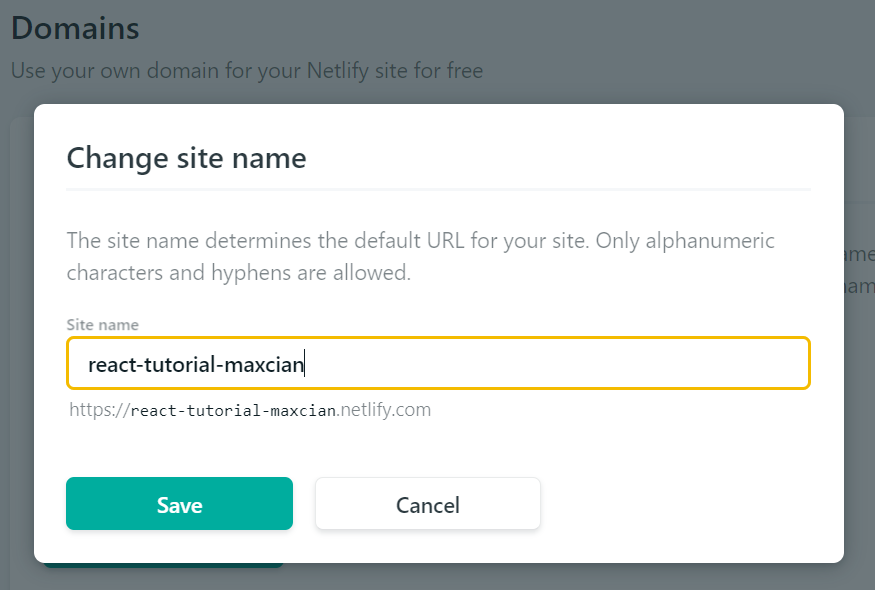 Domains
Use your own domain for your Netlify site for free
Change site name
The site name determines the default URL for your site. Only alphanumeric
characters and hyphens are allowed.
Site name
react-tutorial-maxcian
https://react-tutorial-maxcian.netlify.com
Save
Cancel